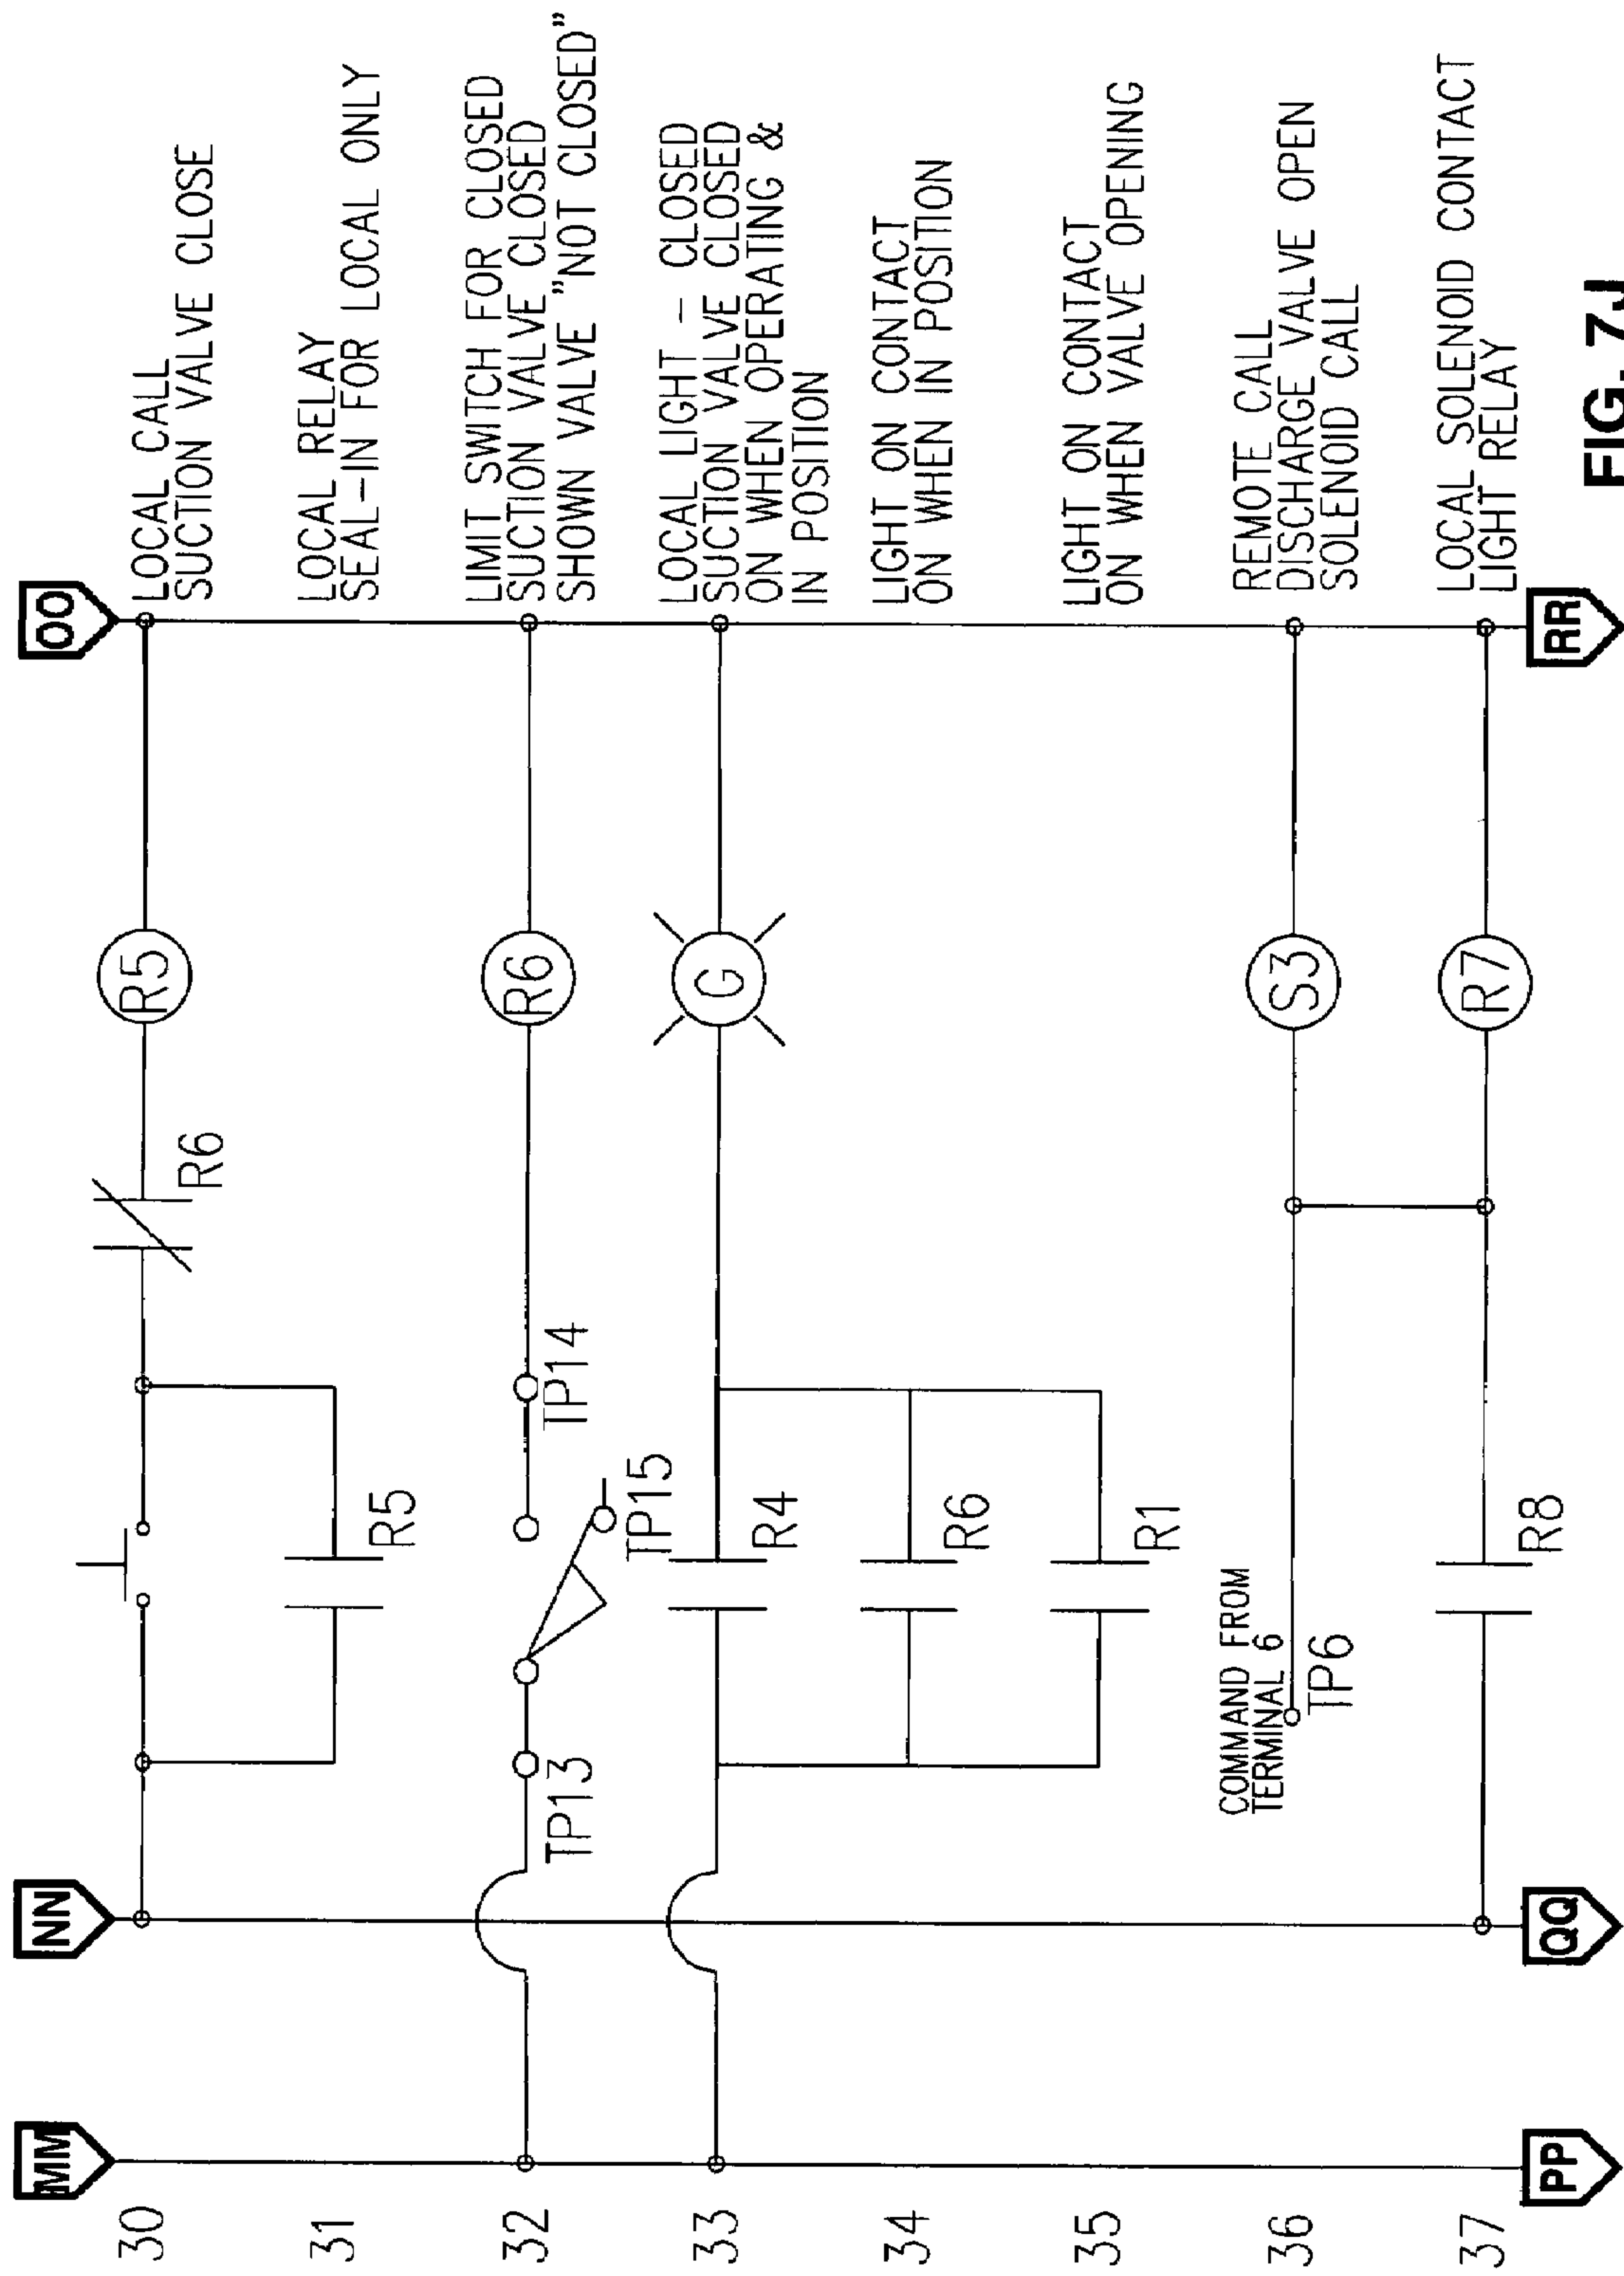 MM
NN
OO
30
R5
R6
LOCAL CALL
SUCTION VALVE CLOSE
31
R5
LOCAL RELAY
SEAL-IN FOR LOCAL ONLY
32
TP13
TP15
TP14
R6
LIMIT SWITCH FOR CLOSED
SUCTION VALVE CLOSED
SHOWN VALVE "NOT CLOSED"
33
R4
G
LOCAL LIGHT - CLOSED
SUCTION VALVE CLOSED
ON WHEN OPERATING &
IN POSITION
34
R6
LIGHT ON CONTACT
ON WHEN IN POSITION
35
R1
LIGHT ON CONTACT
ON WHEN VALVE OPENING
36
COMMAND FROM
TERMINAL 6
TP6
S3
REMOTE CALL
DISCHARGE VALVE OPEN
SOLENOID CALL
37
R8
R7
LOCAL SOLENOID CONTACT
LIGHT RELAY
PP
QQ
RR
FIG. 7J